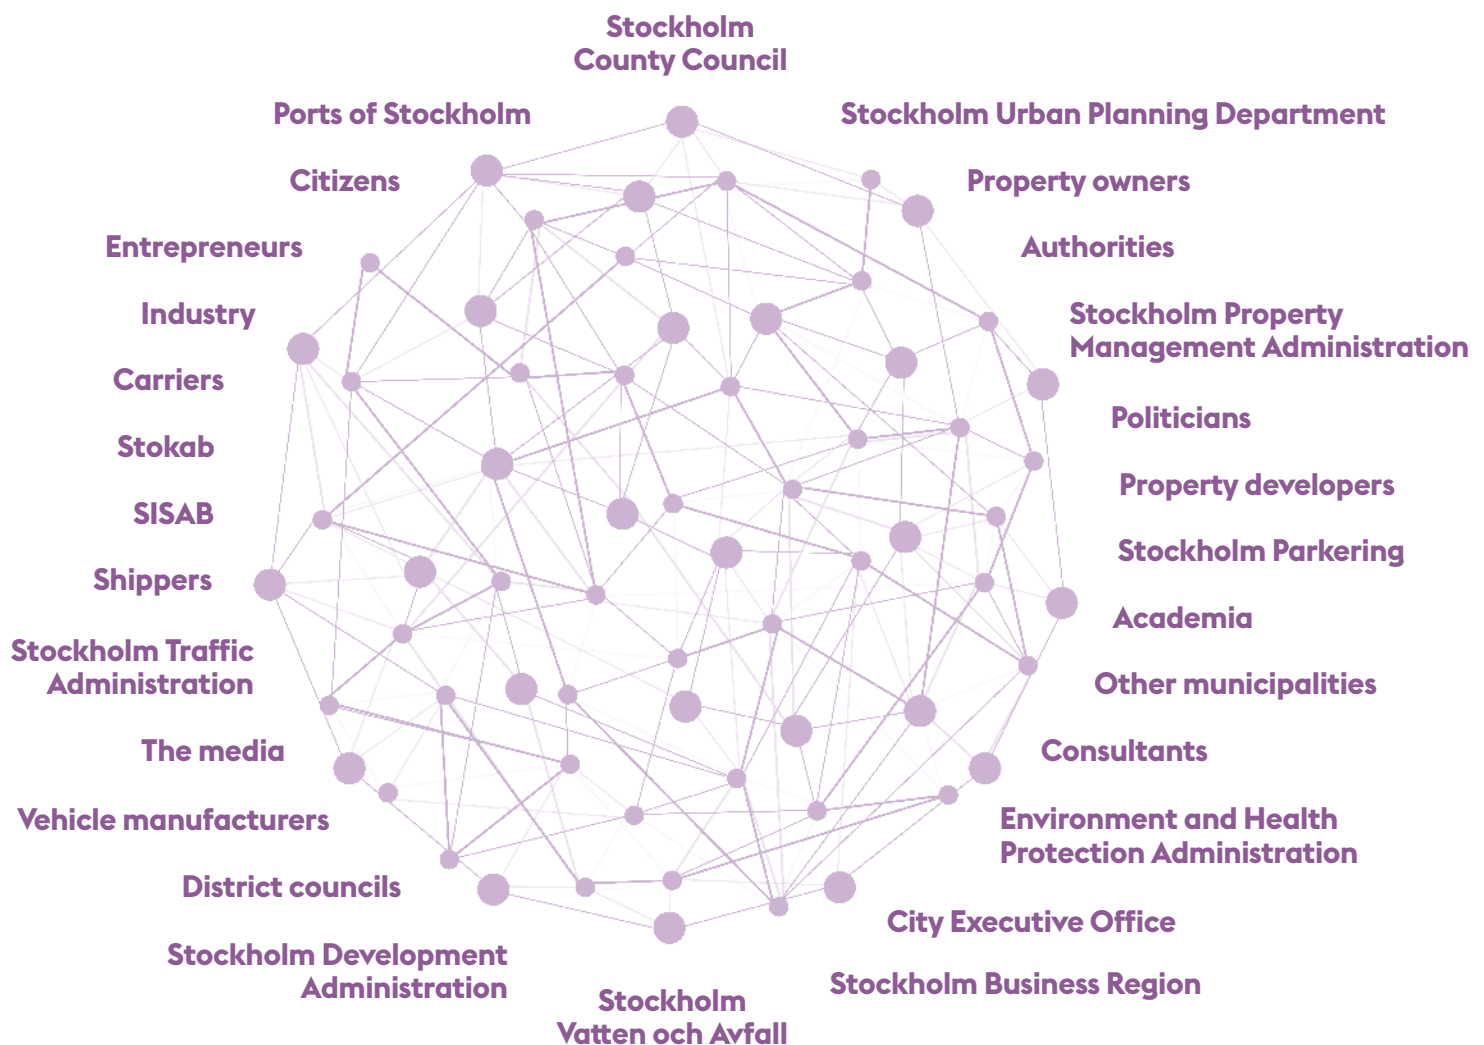 Stockholm
County Council
Ports of Stockholm
Stockholm Urban Planning Department
Citizens
Property owners
Entrepreneurs
Authorities
Industry
Stockholm Property
Management Administration
Carriers
Politicians
Stokab
Property developers
SISAB
Stockholm Parkering
Shippers
Academia
Stockholm Traffic
Administration
Other municipalities
The media
Consultants
Vehicle manufacturers
Environment and Health
Protection Administration
District councils
City Executive Office
Stockholm Development
Administration
Stockholm Business Region
Stockholm
Vatten och Avfall